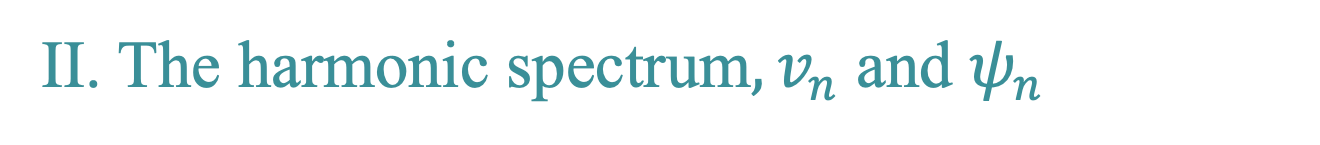 II. The harmonic spectrum, 𝑣ₙ and 𝜓ₙ